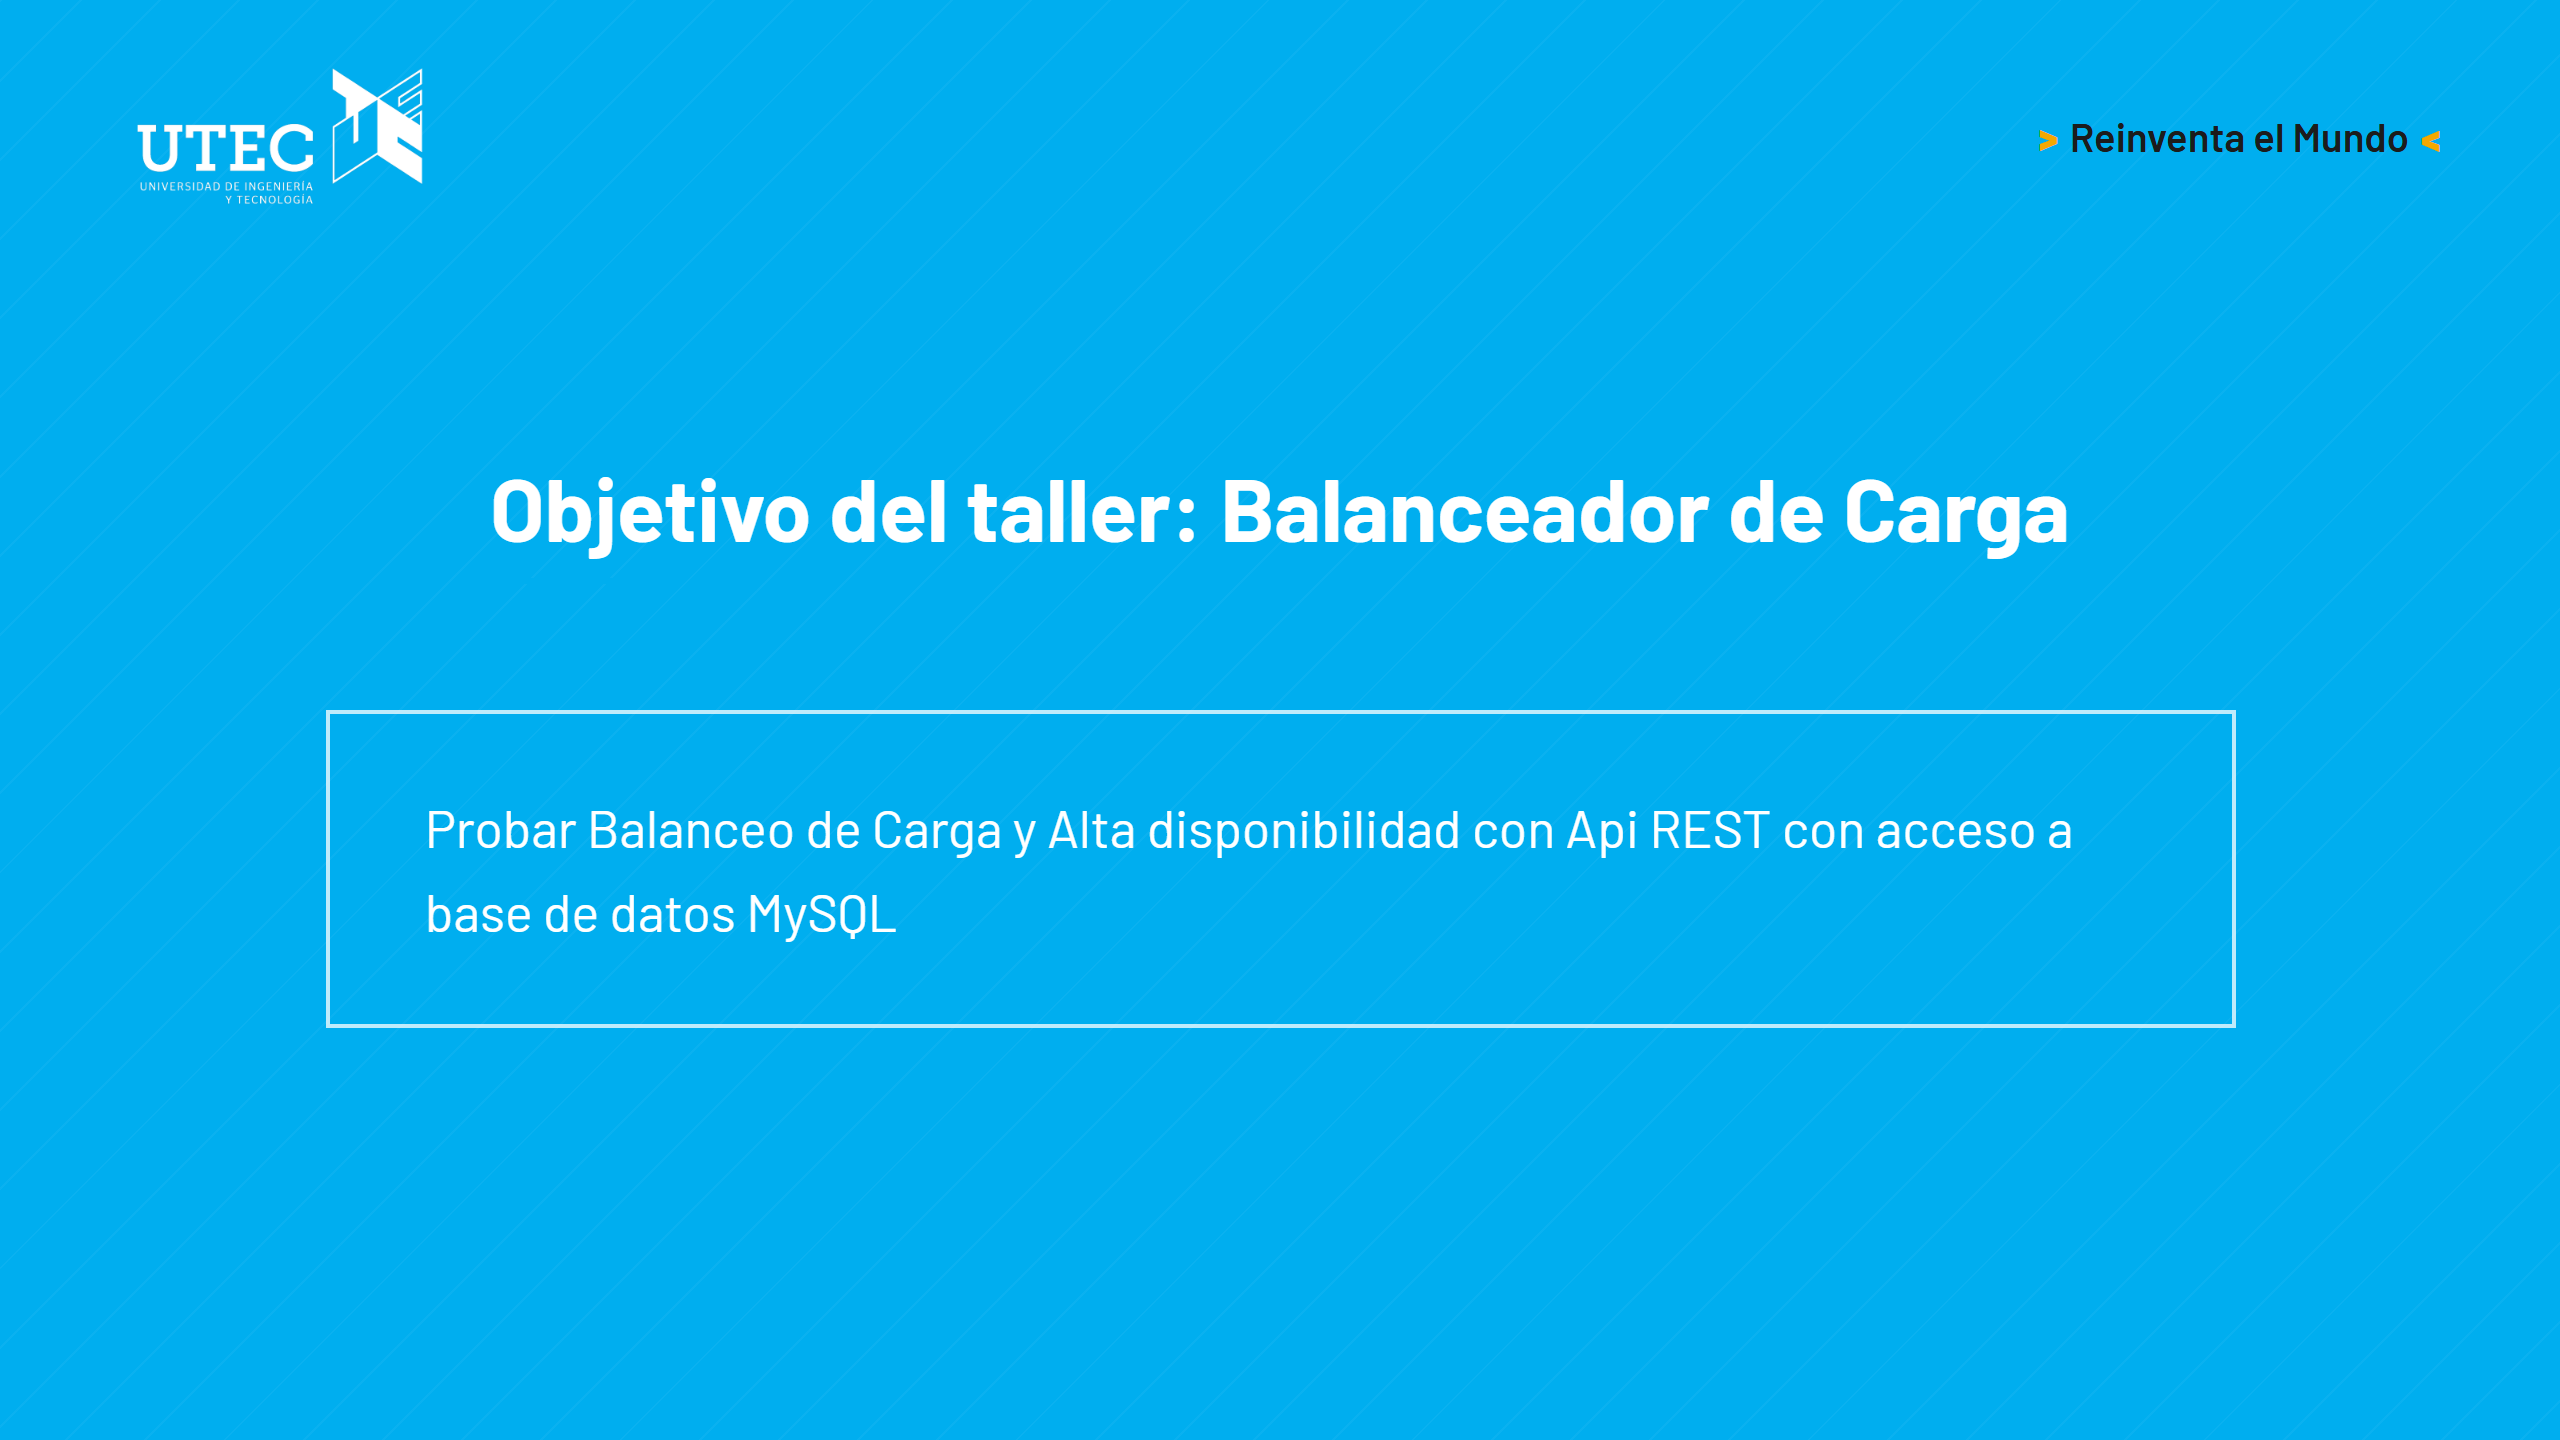 UTEC
UNIVERSIDAD DE INGENIERÍA
Y TECNOLOGÍA
> Reinventa el Mundo <
Objetivo del taller: Balanceador de Carga
Probar Balanceo de Carga y Alta disponibilidad con Api REST con acceso a
base de datos MySQL